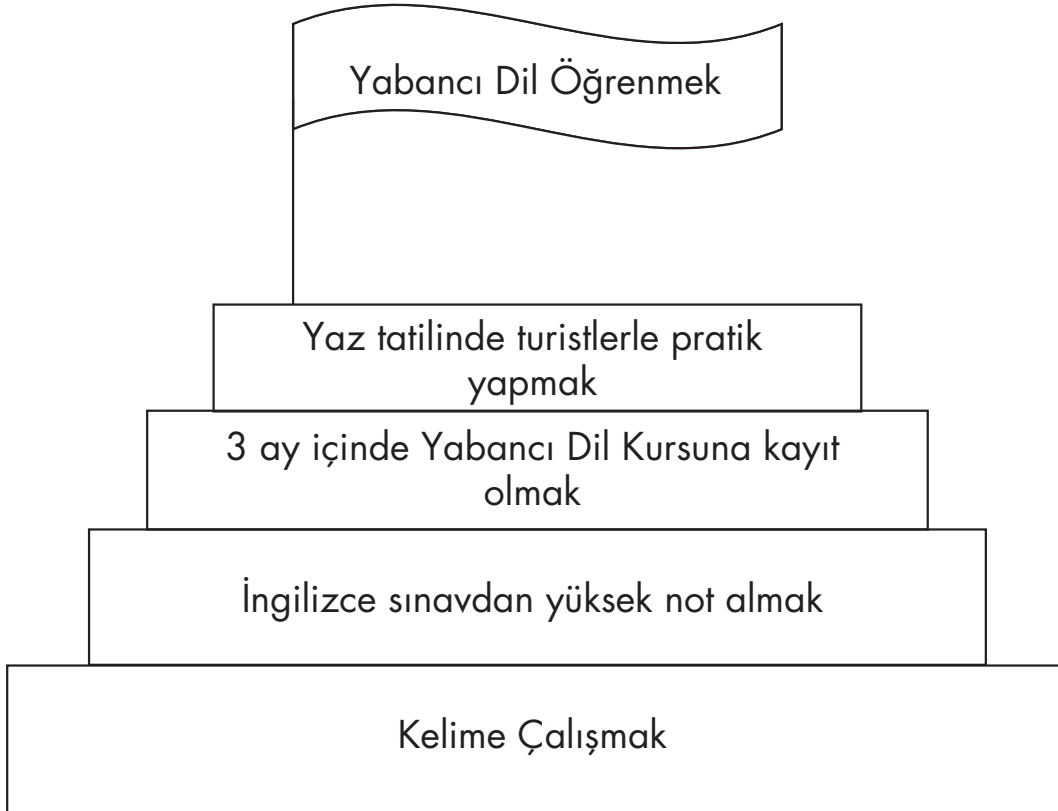 Yabancı Dil Öğrenmek
Yaz tatilinde turistlerle pratik
yapmak
3 ay içinde Yabancı Dil Kursuna kayıt
olmak
İngilizce sınavdan yüksek not almak
Kelime Çalışmak